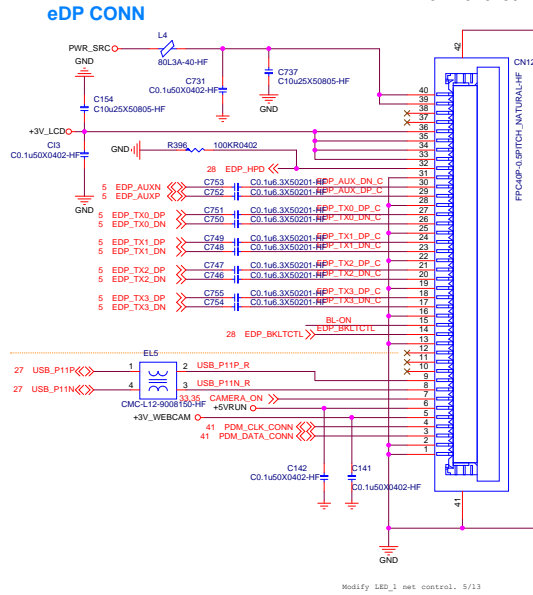 eDP CONN
L4
PWR_SRC
GND
80L3A-40-HF
C731
C0.1u50X0402-HF
C737
C10u25X50805-HF
GND
C154
C10u25X50805-HF
+3V_LCD
CI3
C0.1u50X0402-HF
GND
R396
100KR0402
GND
28 EDP_HPD
5 EDP_AUXN C753 C0.1u6.3X50201-HF EDP_AUX_DN_C
5 EDP_AUXP C752 C0.1u6.3X50201-HF EDP_AUX_DP_C
5 EDP_TX0_DP C751 C0.1u6.3X50201-HF EDP_TX0_DP_C
5 EDP_TX0_DN C750 C0.1u6.3X50201-HF EDP_TX0_DN_C
5 EDP_TX1_DP C749 C0.1u6.3X50201-HF EDP_TX1_DP_C
5 EDP_TX1_DN C748 C0.1u6.3X50201-HF EDP_TX1_DN_C
5 EDP_TX2_DP C747 C0.1u6.3X50201-HF EDP_TX2_DP_C
5 EDP_TX2_DN C746 C0.1u6.3X50201-HF EDP_TX2_DN_C
5 EDP_TX3_DP C755 C0.1u6.3X50201-HF EDP_TX3_DP_C
5 EDP_TX3_DN C754 C0.1u6.3X50201-HF EDP_TX3_DN_C
BL-ON
28 EDP_BKLTCTL EDP_BKLTCTL
EL5
27 USB_P11P 1 2 USB_P11P_R
27 USB_P11N 4 3 USB_P11N_R
CMC-L12-9008150-HF
33,35 CAMERA_ON
+5VRUN
+3V_WEBCAM
41 PDM_CLK_CONN
41 PDM_DATA_CONN
C142
C0.1u50X0402-HF
C141
C0.1u50X0402-HF
42
CN12
FPC40P-0.5PITCH_NATURAL-HF
40
39
38
37
36
35
34
33
32
31
30
29
28
27
26
25
24
23
22
21
20
19
18
17
16
15
14
13
12
11
10
9
8
7
6
5
4
3
2
1
41
GND
Modify LED_1 net control. 5/13